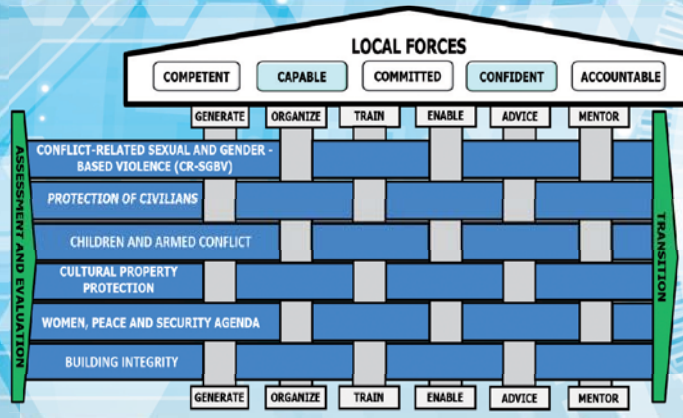 LOCAL FORCES
COMPETENT CAPABLE COMMITTED CONFIDENT ACCOUNTABLE
GENERATE ORGANIZE TRAIN ENABLE ADVICE MENTOR
ASSESSMENT AND EVALUATION
CONFLICT-RELATED SEXUAL AND GENDER -
BASED VIOLENCE (CR-SGBV)
PROTECTION OF CIVILIANS
CHILDREN AND ARMED CONFLICT
CULTURAL PROPERTY
PROTECTION
WOMEN, PEACE AND SECURITY AGENDA
BUILDING INTEGRITY
TRANSITION
GENERATE ORGANIZE TRAIN ENABLE ADVICE MENTOR